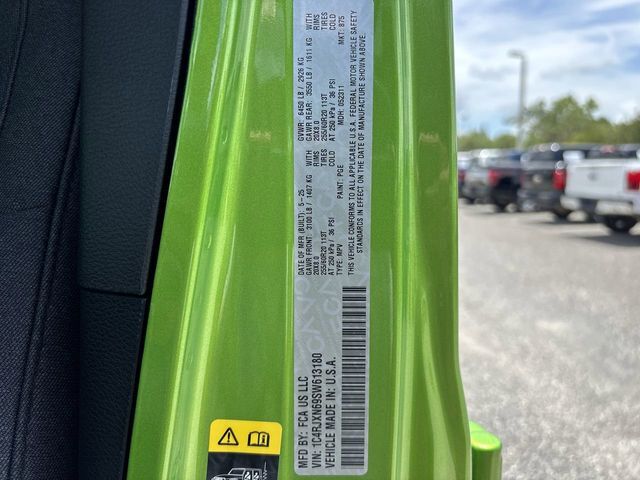 MFD BY: FCA US LLC
VIN: 1C4RJXN69SW613180
VEHICLE MADE IN: U.S.A.
DATE OF MFR (BUILT): 5-25
GAWR FRONT: 3100 LB / 1407 KG WITH
20X8.0 RIMS
255/60R20 113T TIRES
AT 250 kPa / 36 PSI COLD
TYPE: MPV PAINT: PGE
GVWR: 6450 LB / 2926 KG
GAWR REAR: 3550 LB / 1611 KG WITH
20X8.0 RIMS
255/60R20 113T TIRES
AT 250 kPa / 36 PSI COLD
MDH: 052311 MKT: 875
THIS VEHICLE CONFORMS TO ALL APPLICABLE U.S.A. FEDERAL MOTOR VEHICLE SAFETY
STANDARDS IN EFFECT ON THE DATE OF MANUFACTURE SHOWN ABOVE.